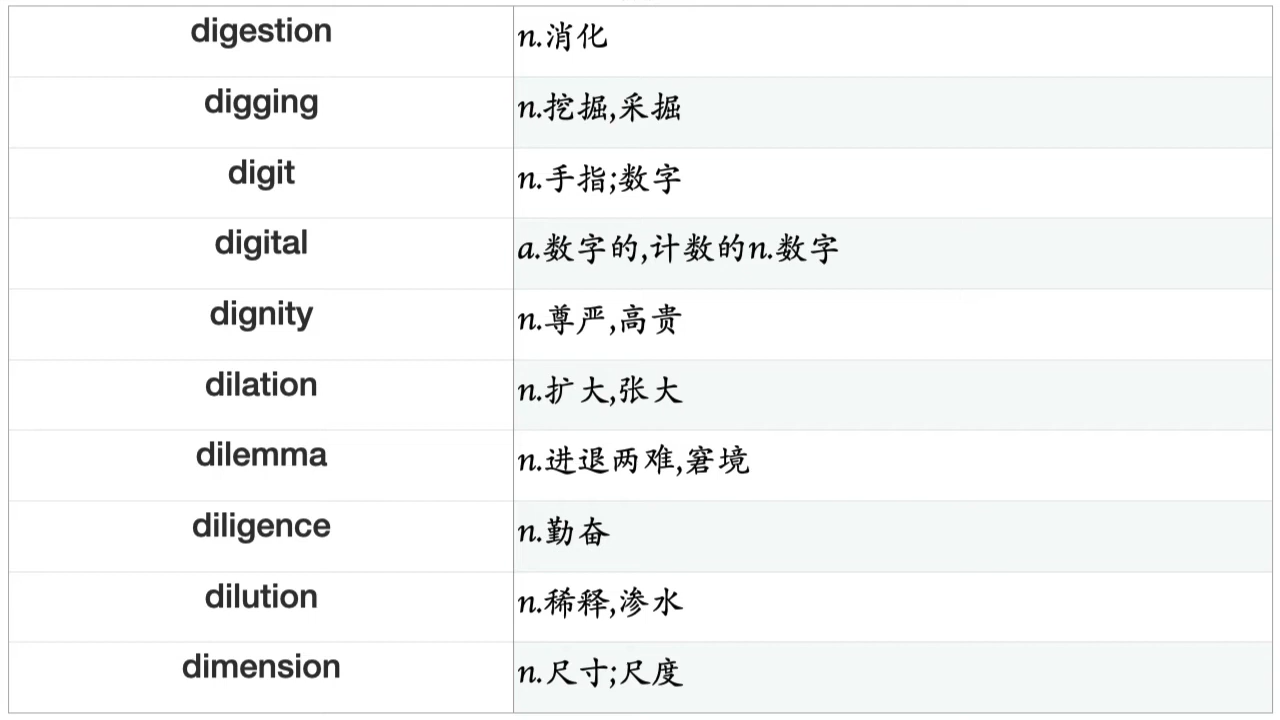 digestion n.消化
digging n.挖掘,采掘
digit n.手指;数字
digital a.数字的,计数的n.数字
dignity n.尊严,高贵
dilation n.扩大,张大
dilemma n.进退两难,窘境
diligence n.勤奋
dilution n.稀释,渗水
dimension n.尺寸;尺度